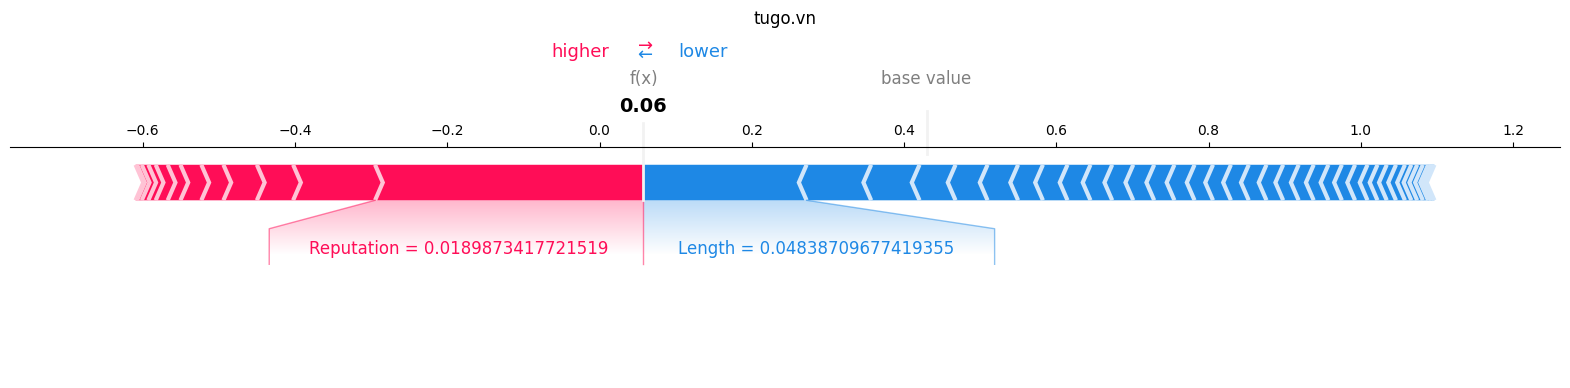 tugo.vn
higher ⇄ lower
f(x) base value
0.06
−0.6 −0.4 −0.2 0.0 0.2 0.4 0.6 0.8 1.0 1.2
Reputation = 0.0189873417721519 Length = 0.04838709677419355